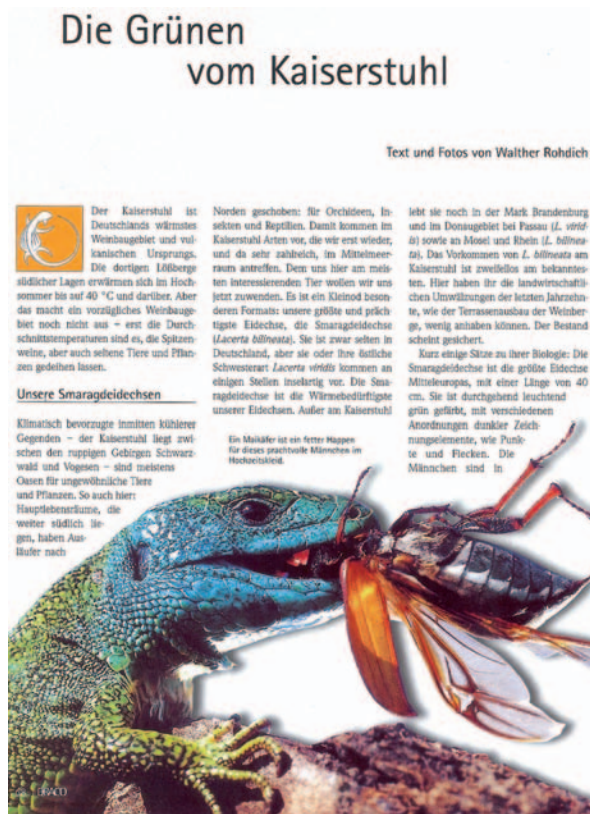 Die Grünen
vom Kaiserstuhl
Text und Fotos von Walther Rohdich
Der Kaiserstuhl ist
Deutschlands wärmstes
Weinbaugebiet und vul-
kanischen Ursprungs.
Die dortigen Lößberge
südlicher Lagen erwärmen sich im Hoch-
sommer bis auf 40 °C und darüber. Aber
das macht ein vorzügliches Weinbauge-
biet noch nicht aus – erst die Durch-
schnittstemperaturen sind es, die Spitzen-
weine, aber auch seltene Tiere und Pflan-
zen gedeihen lassen.
Unsere Smaragdeidechsen
Klimatisch bevorzugte inmitten kühlerer
Gegenden – der Kaiserstuhl liegt zwi-
schen den ruppigen Gebirgen Schwarz-
wald und Vogesen – sind meistens
Oasen für ungewöhnliche Tiere
und Pflanzen. So auch hier:
Hauptlebensräume, die
weiter südlich lie-
gen, haben Aus-
läufer nach
Norden geschoben: für Orchideen, In-
sekten und Reptilien. Damit kommen im
Kaiserstuhl Arten vor, die wir erst wieder,
und da sehr zahlreich, im Mittelmeer-
raum antreffen. Dem uns hier am meis-
ten interessierenden Tier wollen wir uns
jetzt zuwenden. Es ist ein Kleinod beson-
deren Formats: unsere größte und präch-
tigste Eidechse, die Smaragdeidechse
(Lacerta bilineata). Sie ist zwar selten in
Deutschland, aber sie oder ihre östliche
Schwesterart Lacerta viridis kommen an
einigen Stellen inselartig vor. Die Sma-
ragdeidechse ist die Wärmebedürftigste
unserer Eidechsen. Außer am Kaiserstuhl
Ein Maikäfer ist ein fetter Happen
für dieses prachtvolle Männchen im
Hochzeitskleid.
lebt sie noch in der Mark Brandenburg
und im Donaugebiet bei Passau (L. virid-
is) sowie an Mosel und Rhein (L. bilinea-
ta). Das Vorkommen von L. bilineata am
Kaiserstuhl ist zweifellos am bekanntes-
ten. Hier haben ihr die landwirtschaftli-
chen Umwälzungen der letzten Jahrzehn-
te, wie der Terrassenausbau der Weinber-
ge, wenig anhaben können. Der Bestand
scheint gesichert.
Kurz einige Sätze zu ihrer Biologie: Die
Smaragdeidechse ist die größte Eidechse
Mitteleuropas, mit einer Länge von 40
cm. Sie ist durchgehend leuchtend
grün gefärbt, mit verschiedenen
Anordnungen dunkler Zeich-
nungselemente, wie Punk-
te und Flecken. Die
Männchen sind in
DRACO